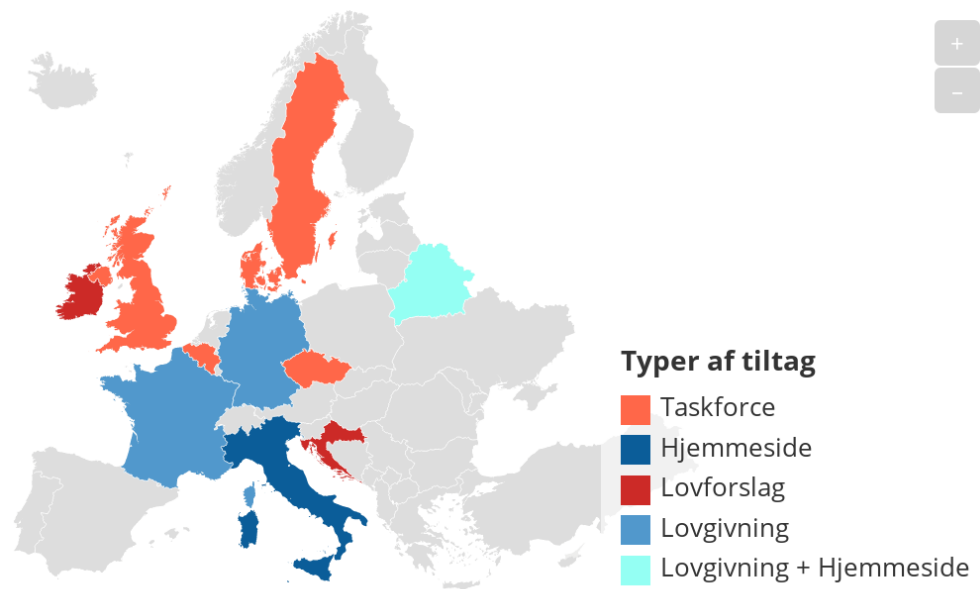 +
−
Typer af tiltag
Taskforce
Hjemmeside
Lovforslag
Lovgivning
Lovgivning + Hjemmeside